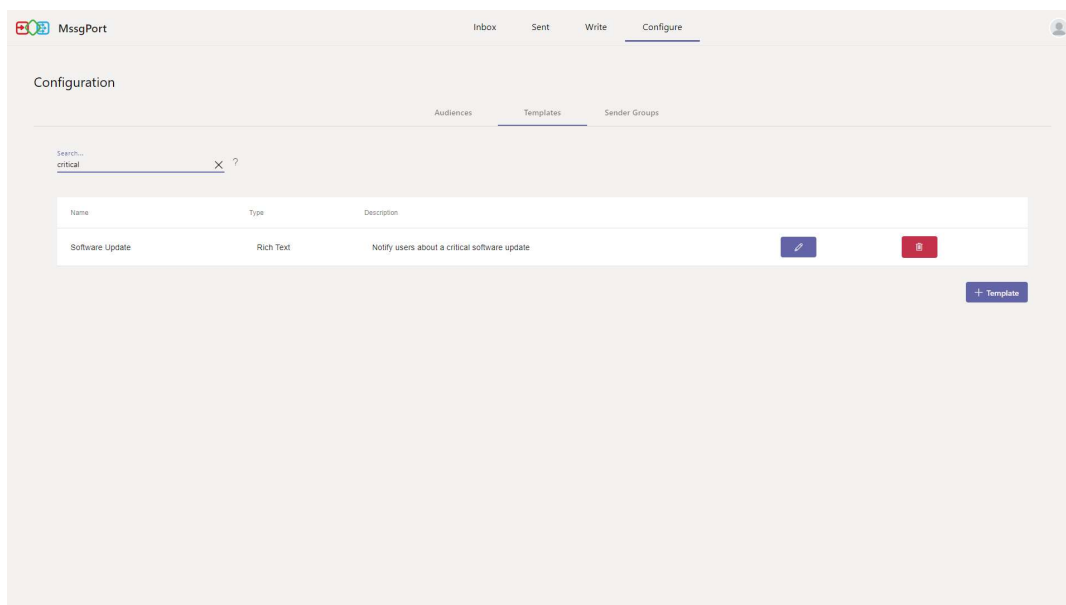 MssgPort
Inbox Sent Write Configure
Configuration
Audiences Templates Sender Groups
Search...
critical
?
Name Type Description
Software Update Rich Text Notify users about a critical software update
+ Template